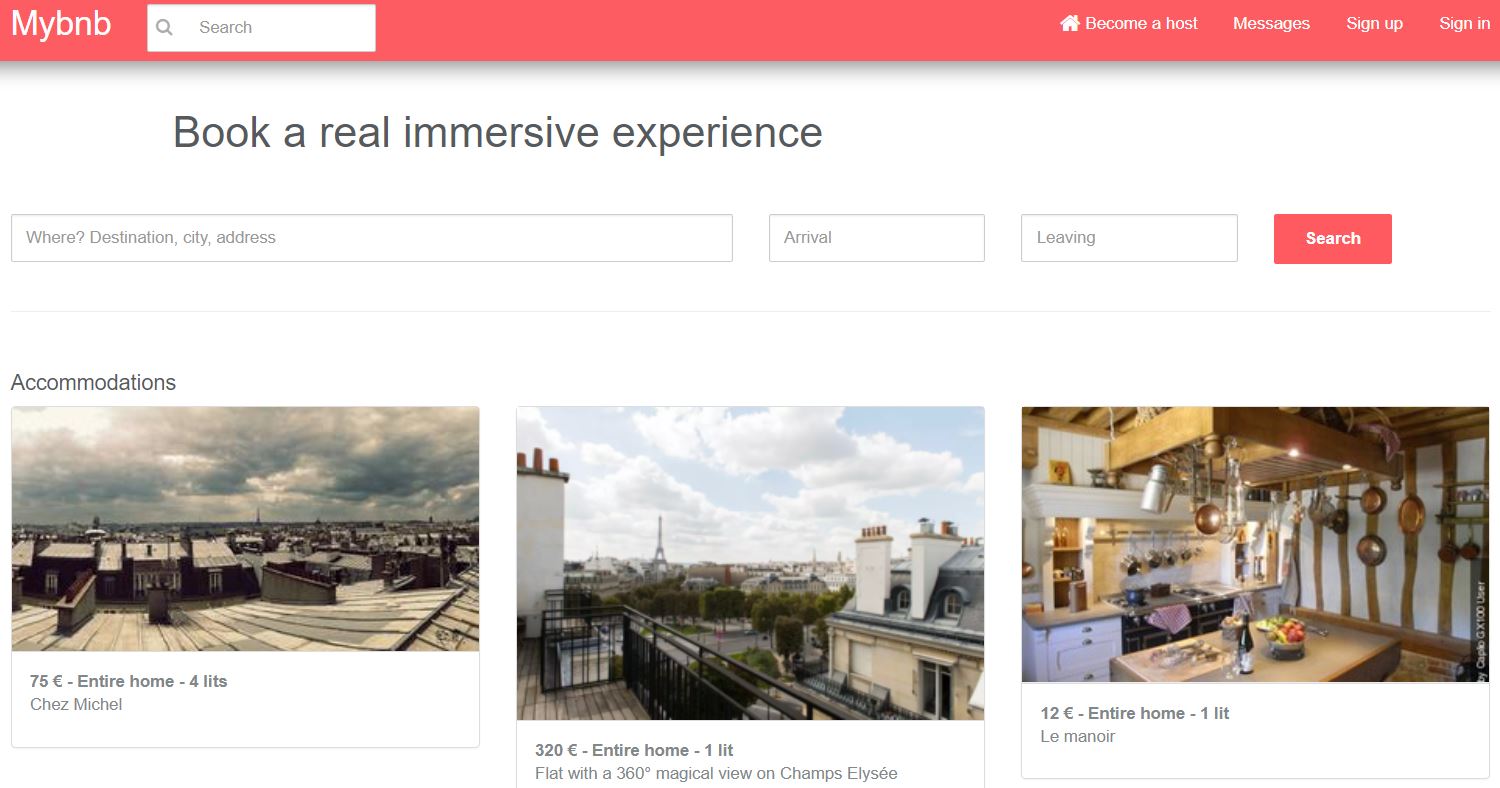 Mybnb
Search
Become a host
Messages
Sign up
Sign in
Book a real immersive experience
Where? Destination, city, address
Arrival
Leaving
Search
Accommodations
75 € - Entire home - 4 lits
Chez Michel
320 € - Entire home - 1 lit
Flat with a 360° magical view on Champs Elysée
by Caplio GX100 User
12 € - Entire home - 1 lit
Le manoir